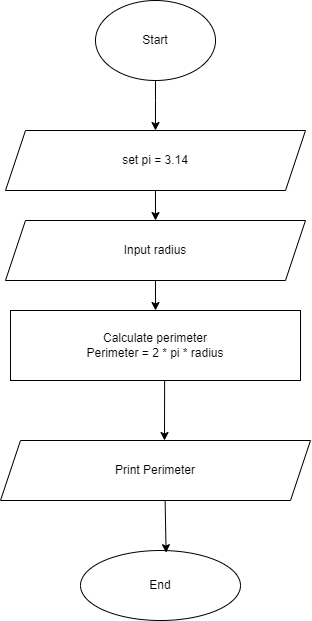 Start
set pi = 3.14
Input radius
Calculate perimeter
Perimeter = 2 * pi * radius
Print Perimeter
End